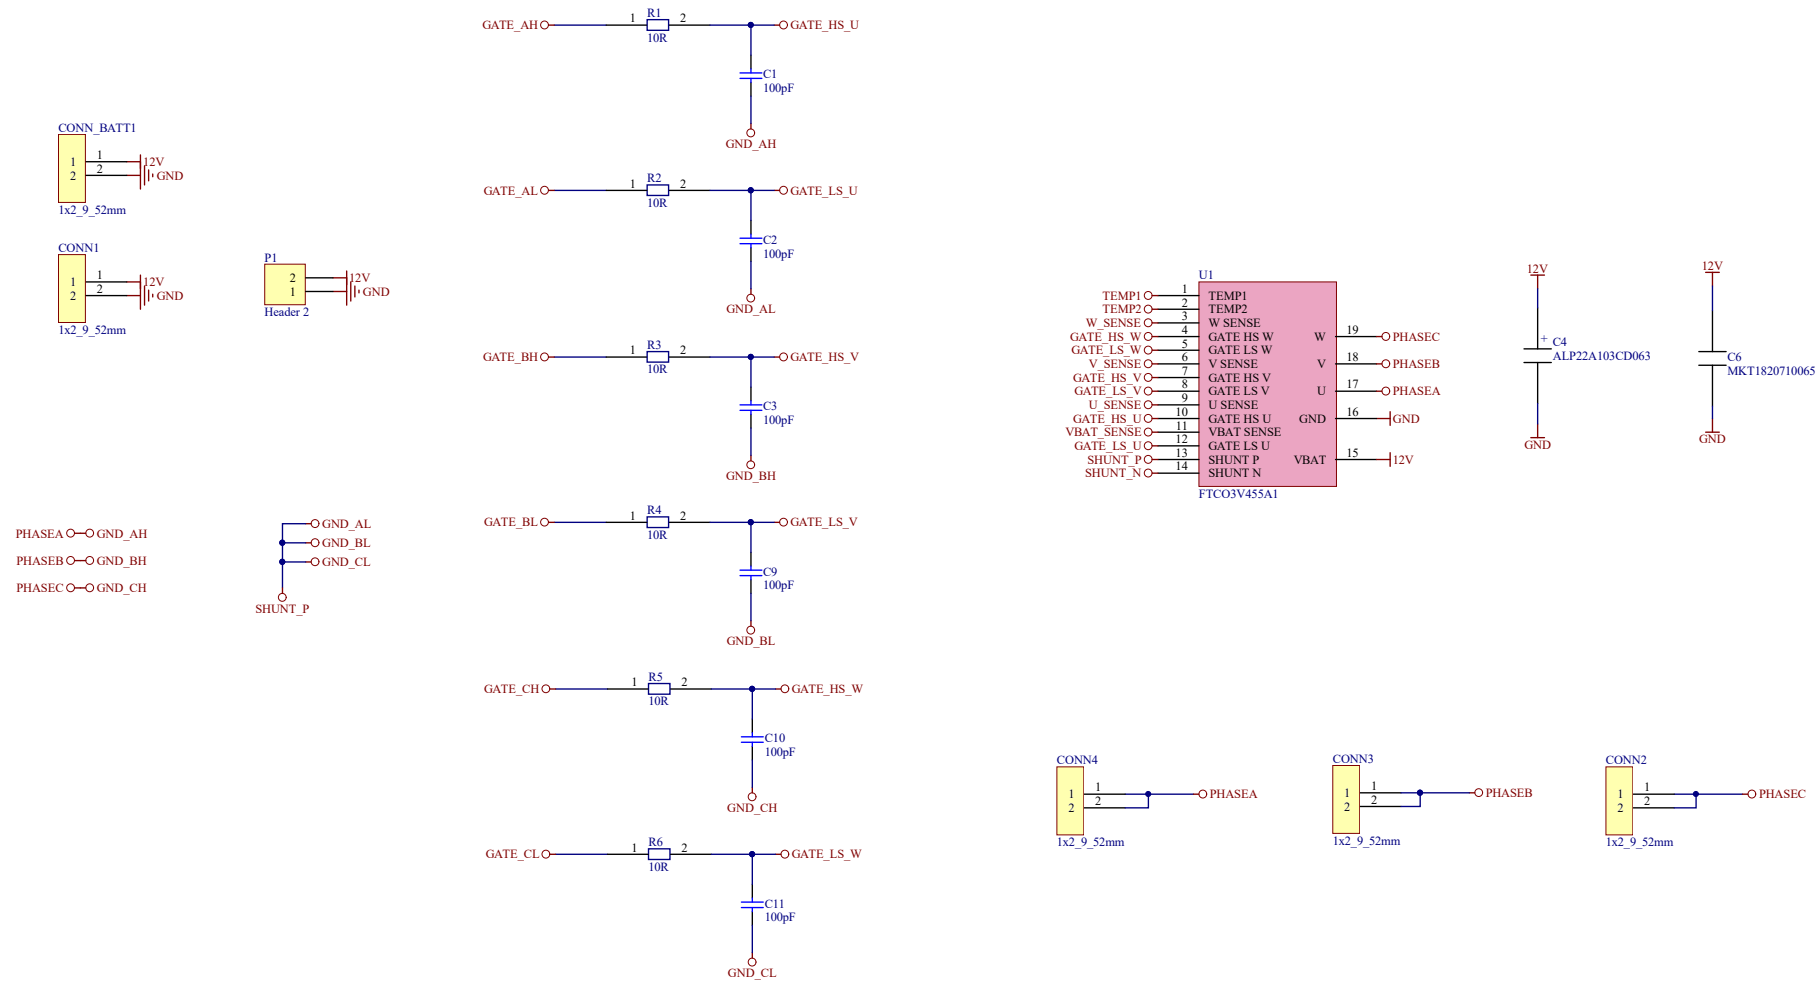 CONN_BATT1
1 1 12V
2 2 GND
1x2_9_52mm
CONN1
1 1 12V
2 2 GND
1x2_9_52mm
P1
2 12V
1 GND
Header 2
PHASEA GND_AH
PHASEB GND_BH
PHASEC GND_CH
GND_AL
GND_BL
GND_CL
SHUNT_P
R1
GATE_AH 1 2 GATE_HS_U
10R
C1
100pF
GND_AH
R2
GATE_AL 1 2 GATE_LS_U
10R
C2
100pF
GND_AL
R3
GATE_BH 1 2 GATE_HS_V
10R
C3
100pF
GND_BH
R4
GATE_BL 1 2 GATE_LS_V
10R
C9
100pF
GND_BL
R5
GATE_CH 1 2 GATE_HS_W
10R
C10
100pF
GND_CH
R6
GATE_CL 1 2 GATE_LS_W
10R
C11
100pF
GND_CL
U1
TEMP1 1 TEMP1
TEMP2 2 TEMP2
W_SENSE 3 W SENSE
GATE_HS_W 4 GATE HS W W 19 PHASEC
GATE_LS_W 5 GATE LS W
V_SENSE 6 V SENSE V 18 PHASEB
GATE_HS_V 7 GATE HS V
GATE_LS_V 8 GATE LS V U 17 PHASEA
U_SENSE 9 U SENSE
GATE_HS_U 10 GATE HS U GND 16 GND
VBAT_SENSE 11 VBAT SENSE
GATE_LS_U 12 GATE LS U
SHUNT_P 13 SHUNT P VBAT 15 12V
SHUNT_N 14 SHUNT N
FTCO3V455A1
12V
+ C4
ALP22A103CD063
GND
12V
C6
MKT1820710065
GND
CONN4
1 1 PHASEA
2 2
1x2_9_52mm
CONN3
1 1 PHASEB
2 2
1x2_9_52mm
CONN2
1 1 PHASEC
2 2
1x2_9_52mm